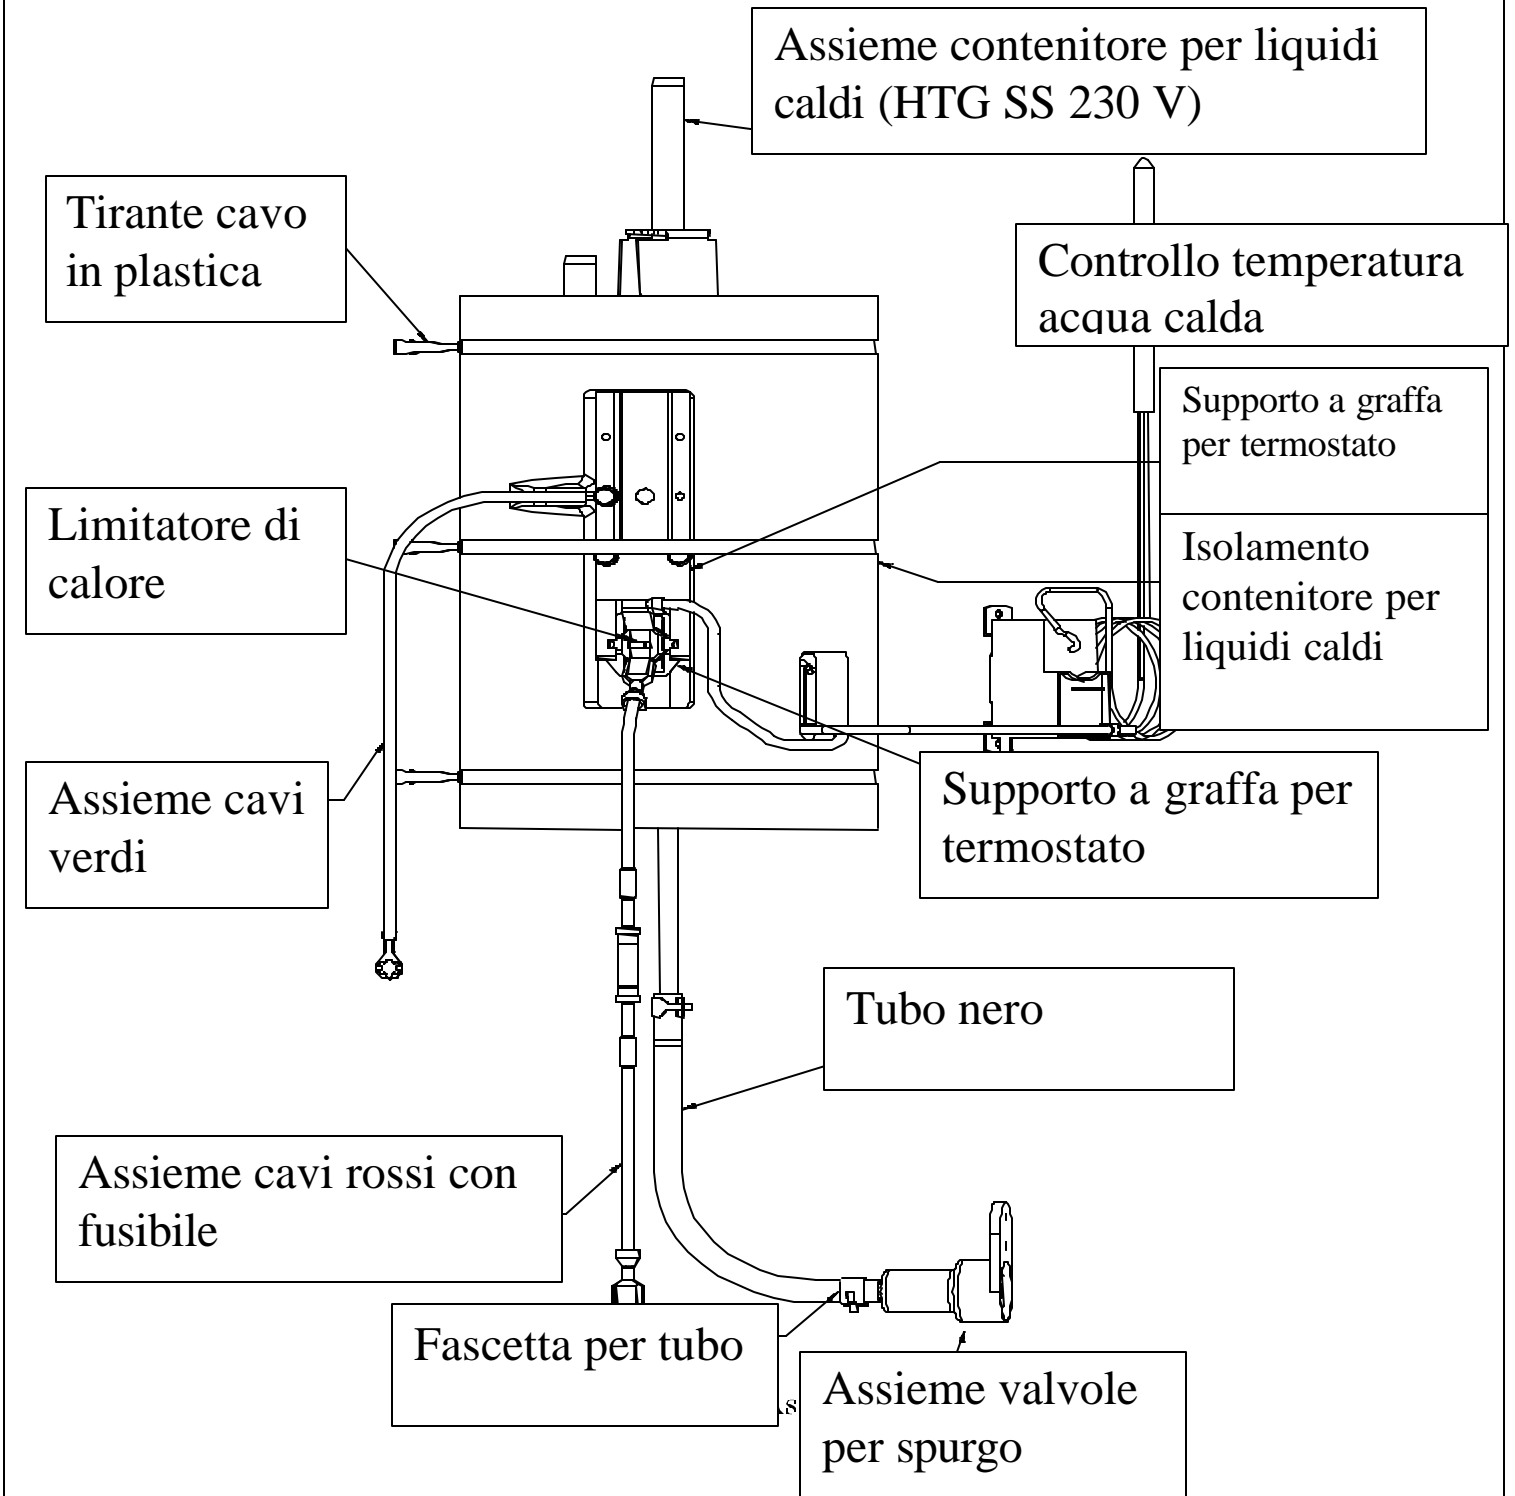 Assieme contenitore per liquidi
caldi (HTG SS 230 V)
Tirante cavo
in plastica
Controllo temperatura
acqua calda
Supporto a graffa
per termostato
Limitatore di
calore
Isolamento
contenitore per
liquidi caldi
Assieme cavi
verdi
Supporto a graffa per
termostato
Tubo nero
Assieme cavi rossi con
fusibile
Fascetta per tubo
Assieme valvole
per spurgo